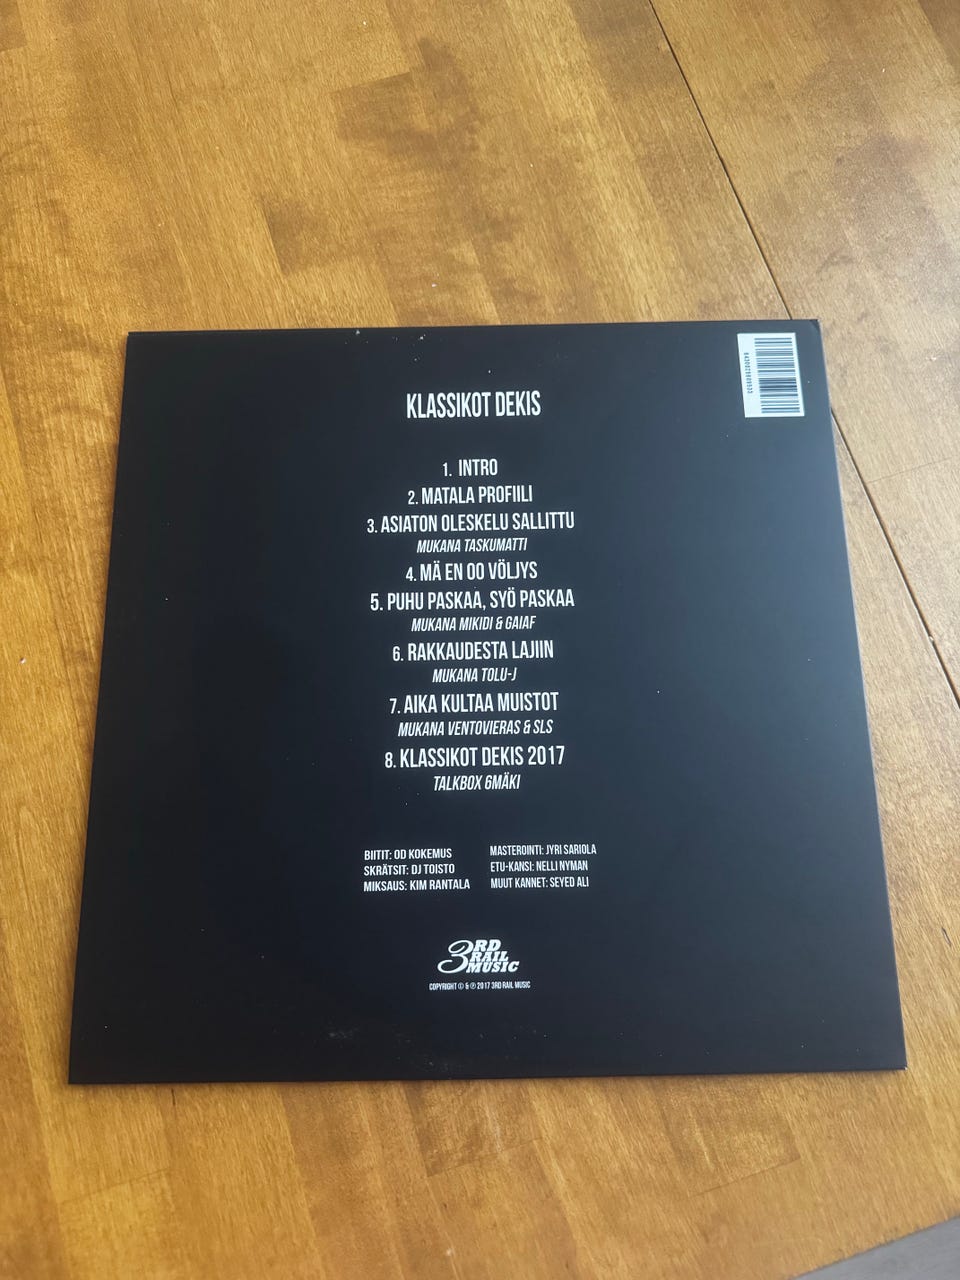 KLASSIKOT DEKIS
1. INTRO
2. MATALA PROFIILI
3. ASIATON OLESKELU SALLITTU
MUKANA TASKUMATTI
4. MÄ EN OO VÖLJYS
5. PUHU PASKAA, SYÖ PASKAA
MUKANA MIKIDI & GAIAF
6. RAKKAUDESTA LAJIIN
MUKANA TOLU-J
7. AIKA KULTAA MUISTOT
MUKANA VENTOVIERAS & SLS
8. KLASSIKOT DEKIS 2017
TALKBOX 6MÄKI
BIITIT: OD KOKEMUS
SKRÄTSIT: DJ TOISTO
MIKSAUS: KIM RANTALA
MASTEROINTI: JYRI SARIOLA
ETU-KANSI: NELLI NYMAN
MUUT KANNET: SEYED ALI
3RD
RAIL
MUSIC
COPYRIGHT © & ℗ 2017 3RD RAIL MUSIC